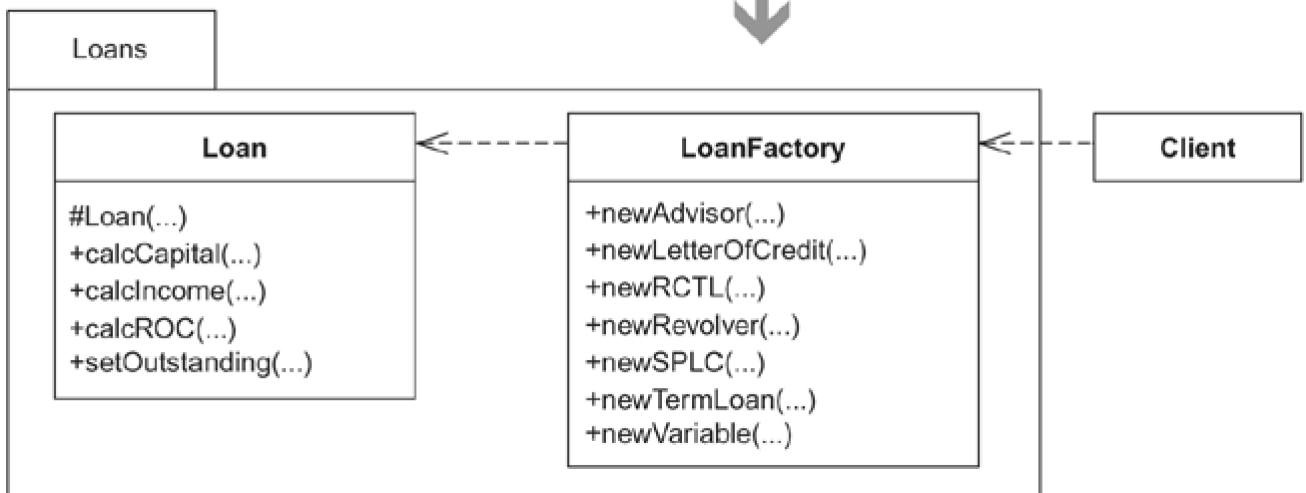 Loans
Loan
#Loan(...)
+calcCapital(...)
+calcIncome(...)
+calcROC(...)
+setOutstanding(...)
LoanFactory
+newAdvisor(...)
+newLetterOfCredit(...)
+newRCTL(...)
+newRevolver(...)
+newSPLC(...)
+newTermLoan(...)
+newVariable(...)
Client